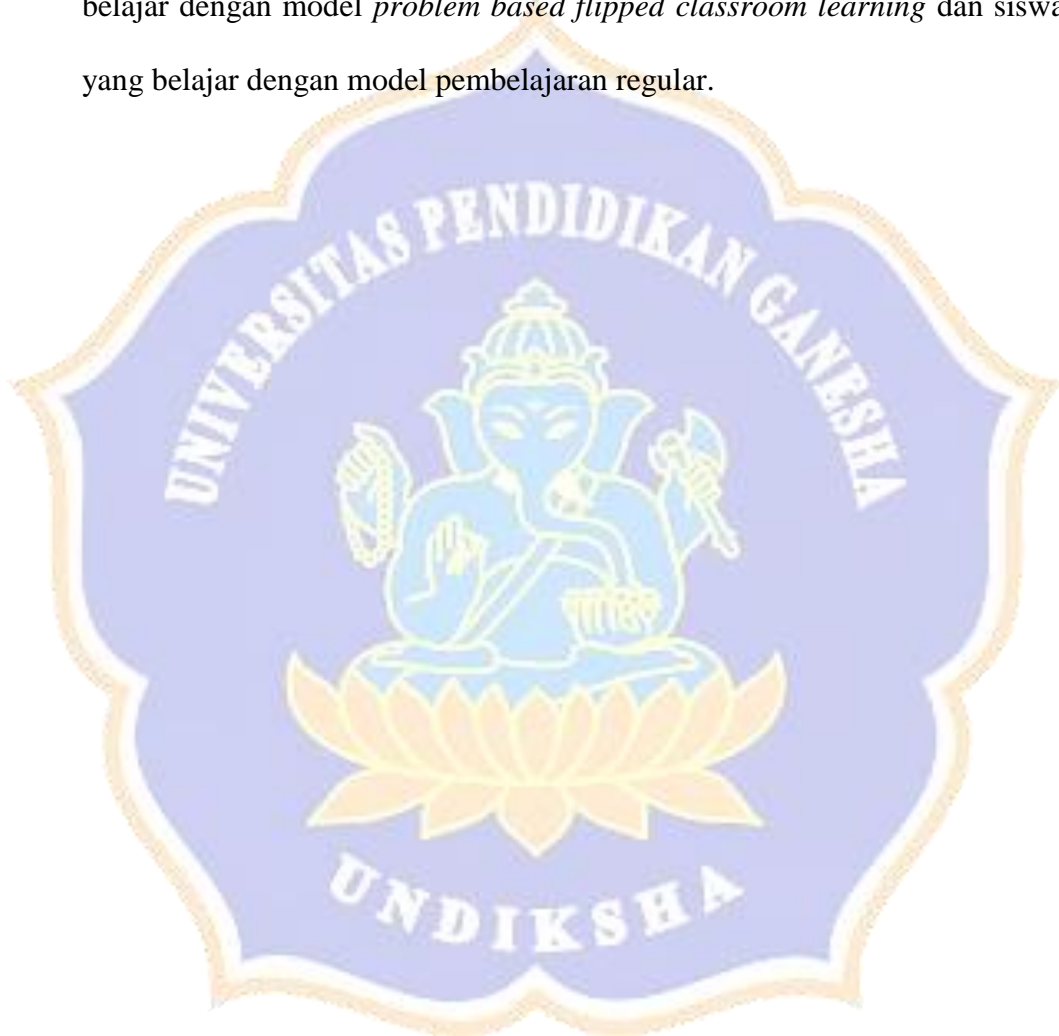 belajar dengan model problem based flipped classroom learning dan siswa
yang belajar dengan model pembelajaran regular.
UNIVERSITAS PENDIDIKAN GANESHA
UNDIKSHA